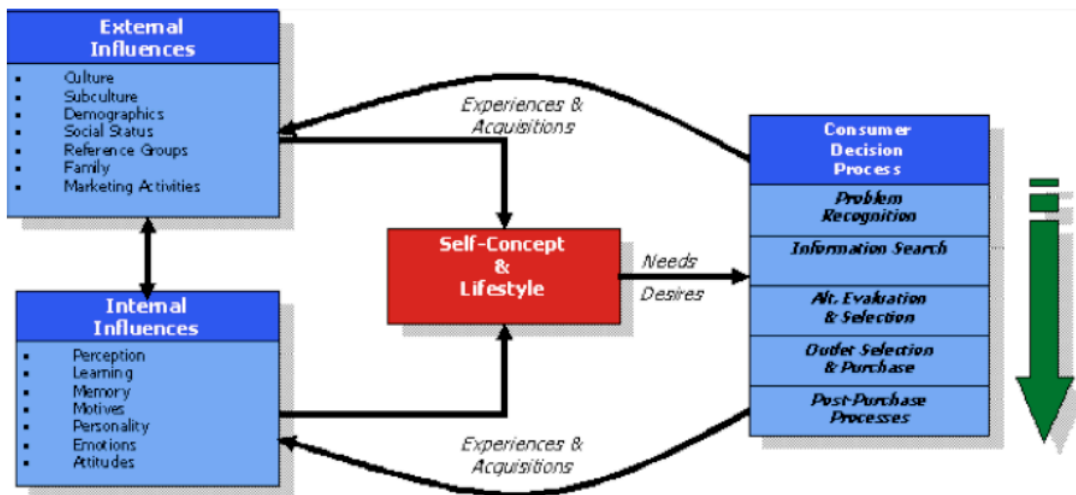 External
Influences
Culture
Subculture
Demographics
Social Status
Reference Groups
Family
Marketing Activities
Internal
Influences
Perception
Learning
Memory
Motives
Personality
Emotions
Attitudes
Experiences &
Acquisitions
Self-Concept
&
Lifestyle
Needs
Desires
Experiences &
Acquisitions
Consumer
Decision
Process
Problem
Recognition
Information Search
Alt. Evaluation
& Selection
Outlet Selection
& Purchase
Post-Purchase
Processes